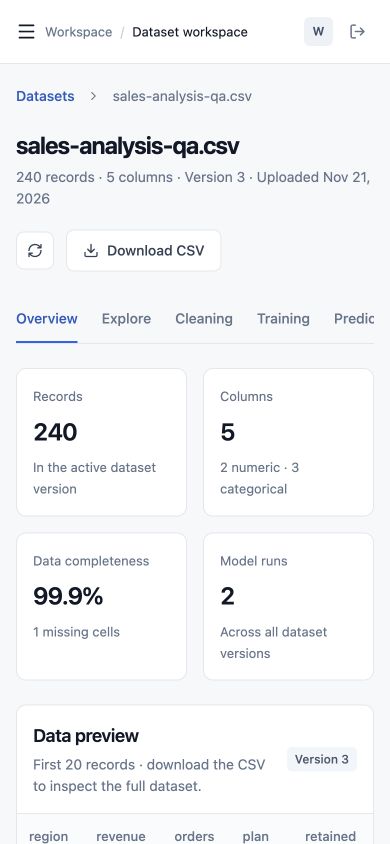 Workspace / Dataset workspace W
Datasets > sales-analysis-qa.csv
sales-analysis-qa.csv
240 records · 5 columns · Version 3 · Uploaded Nov 21,
2026
Download CSV
Overview Explore Cleaning Training Predic
Records
240
In the active dataset
version
Columns
5
2 numeric · 3
categorical
Data completeness
99.9%
1 missing cells
Model runs
2
Across all dataset
versions
Data preview
First 20 records · download the CSV
to inspect the full dataset.
Version 3
region revenue orders plan retained